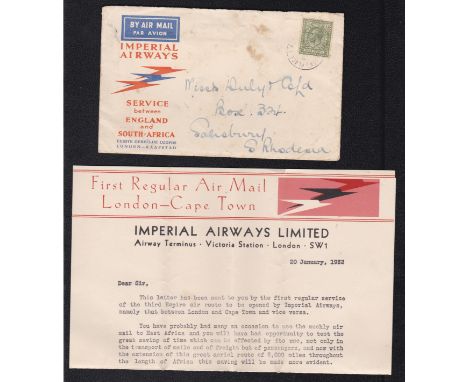 BY AIR MAIL
PAR AVION
IMPERIAL
AIRWAYS
SERVICE
between
ENGLAND
and
SOUTH-AFRICA
Box 334
Salisbury
S. Rhodesia
First Regular Air Mail
London—Cape Town
IMPERIAL AIRWAYS LIMITED
Airway Terminus · Victoria Station · London · SW1
20 January, 1932
Dear Sir,
This letter has been sent to you by the first regular service
of the third Empire air route to be opened by Imperial Airways,
namely that between London and Cape Town and vice versa.
You have probably had many an occasion to use the weekly air
mail to East Africa and you will have had opportunity to test the
great saving of time which can be effected by its use, not only
in the transport of mails and of freight but of passengers, and now
with the extension of this great aerial route of 8,000 miles throughout
the length of Africa this saving will be made more evident.